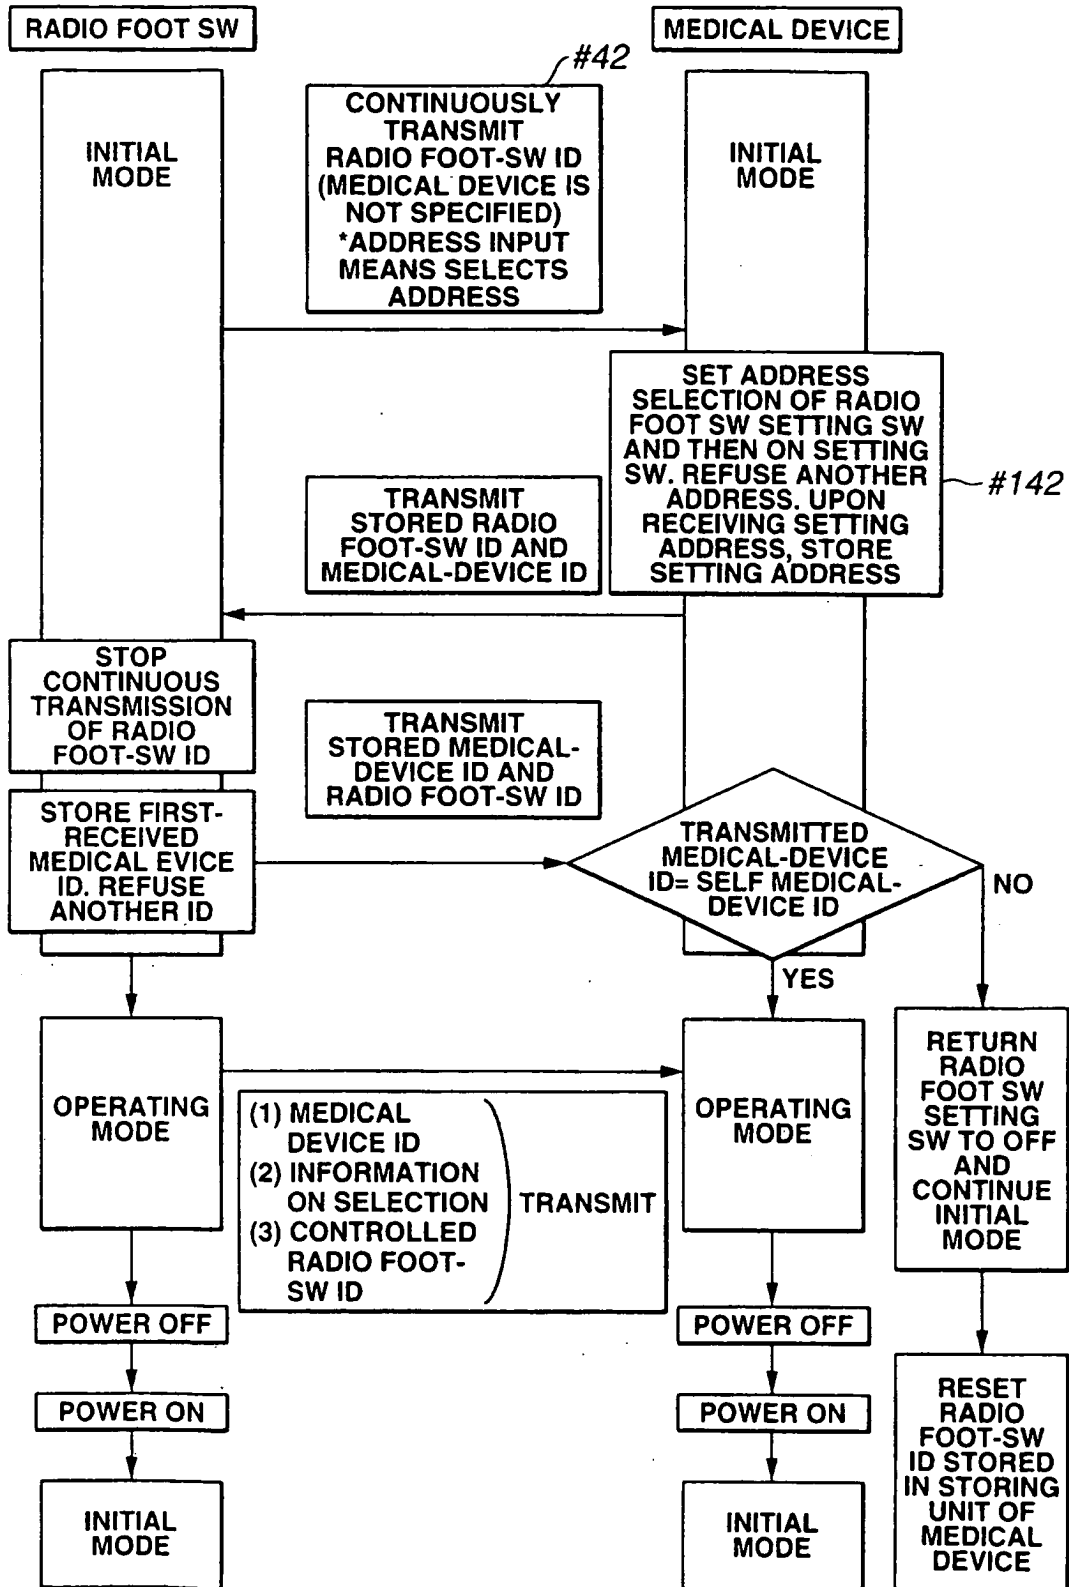 RADIO FOOT SW
MEDICAL DEVICE
#42
INITIAL
MODE
CONTINUOUSLY
TRANSMIT
RADIO FOOT-SW ID
(MEDICAL DEVICE IS
NOT SPECIFIED)
*ADDRESS INPUT
MEANS SELECTS
ADDRESS
INITIAL
MODE
SET ADDRESS
SELECTION OF RADIO
FOOT SW SETTING SW
AND THEN ON SETTING
SW. REFUSE ANOTHER
ADDRESS. UPON
RECEIVING SETTING
ADDRESS, STORE
SETTING ADDRESS
#142
TRANSMIT
STORED RADIO
FOOT-SW ID AND
MEDICAL-DEVICE ID
STOP
CONTINUOUS
TRANSMISSION
OF RADIO
FOOT-SW ID
TRANSMIT
STORED MEDICAL-
DEVICE ID AND
RADIO FOOT-SW ID
STORE FIRST-
RECEIVED
MEDICAL EVICE
ID. REFUSE
ANOTHER ID
TRANSMITTED
MEDICAL-DEVICE
ID= SELF MEDICAL-
DEVICE ID
NO
YES
OPERATING
MODE
(1) MEDICAL
DEVICE ID
(2) INFORMATION
ON SELECTION
(3) CONTROLLED
RADIO FOOT-
SW ID
TRANSMIT
OPERATING
MODE
RETURN
RADIO
FOOT SW
SETTING
SW TO OFF
AND
CONTINUE
INITIAL
MODE
POWER OFF
POWER OFF
POWER ON
POWER ON
INITIAL
MODE
INITIAL
MODE
RESET
RADIO
FOOT-SW
ID STORED
IN STORING
UNIT OF
MEDICAL
DEVICE